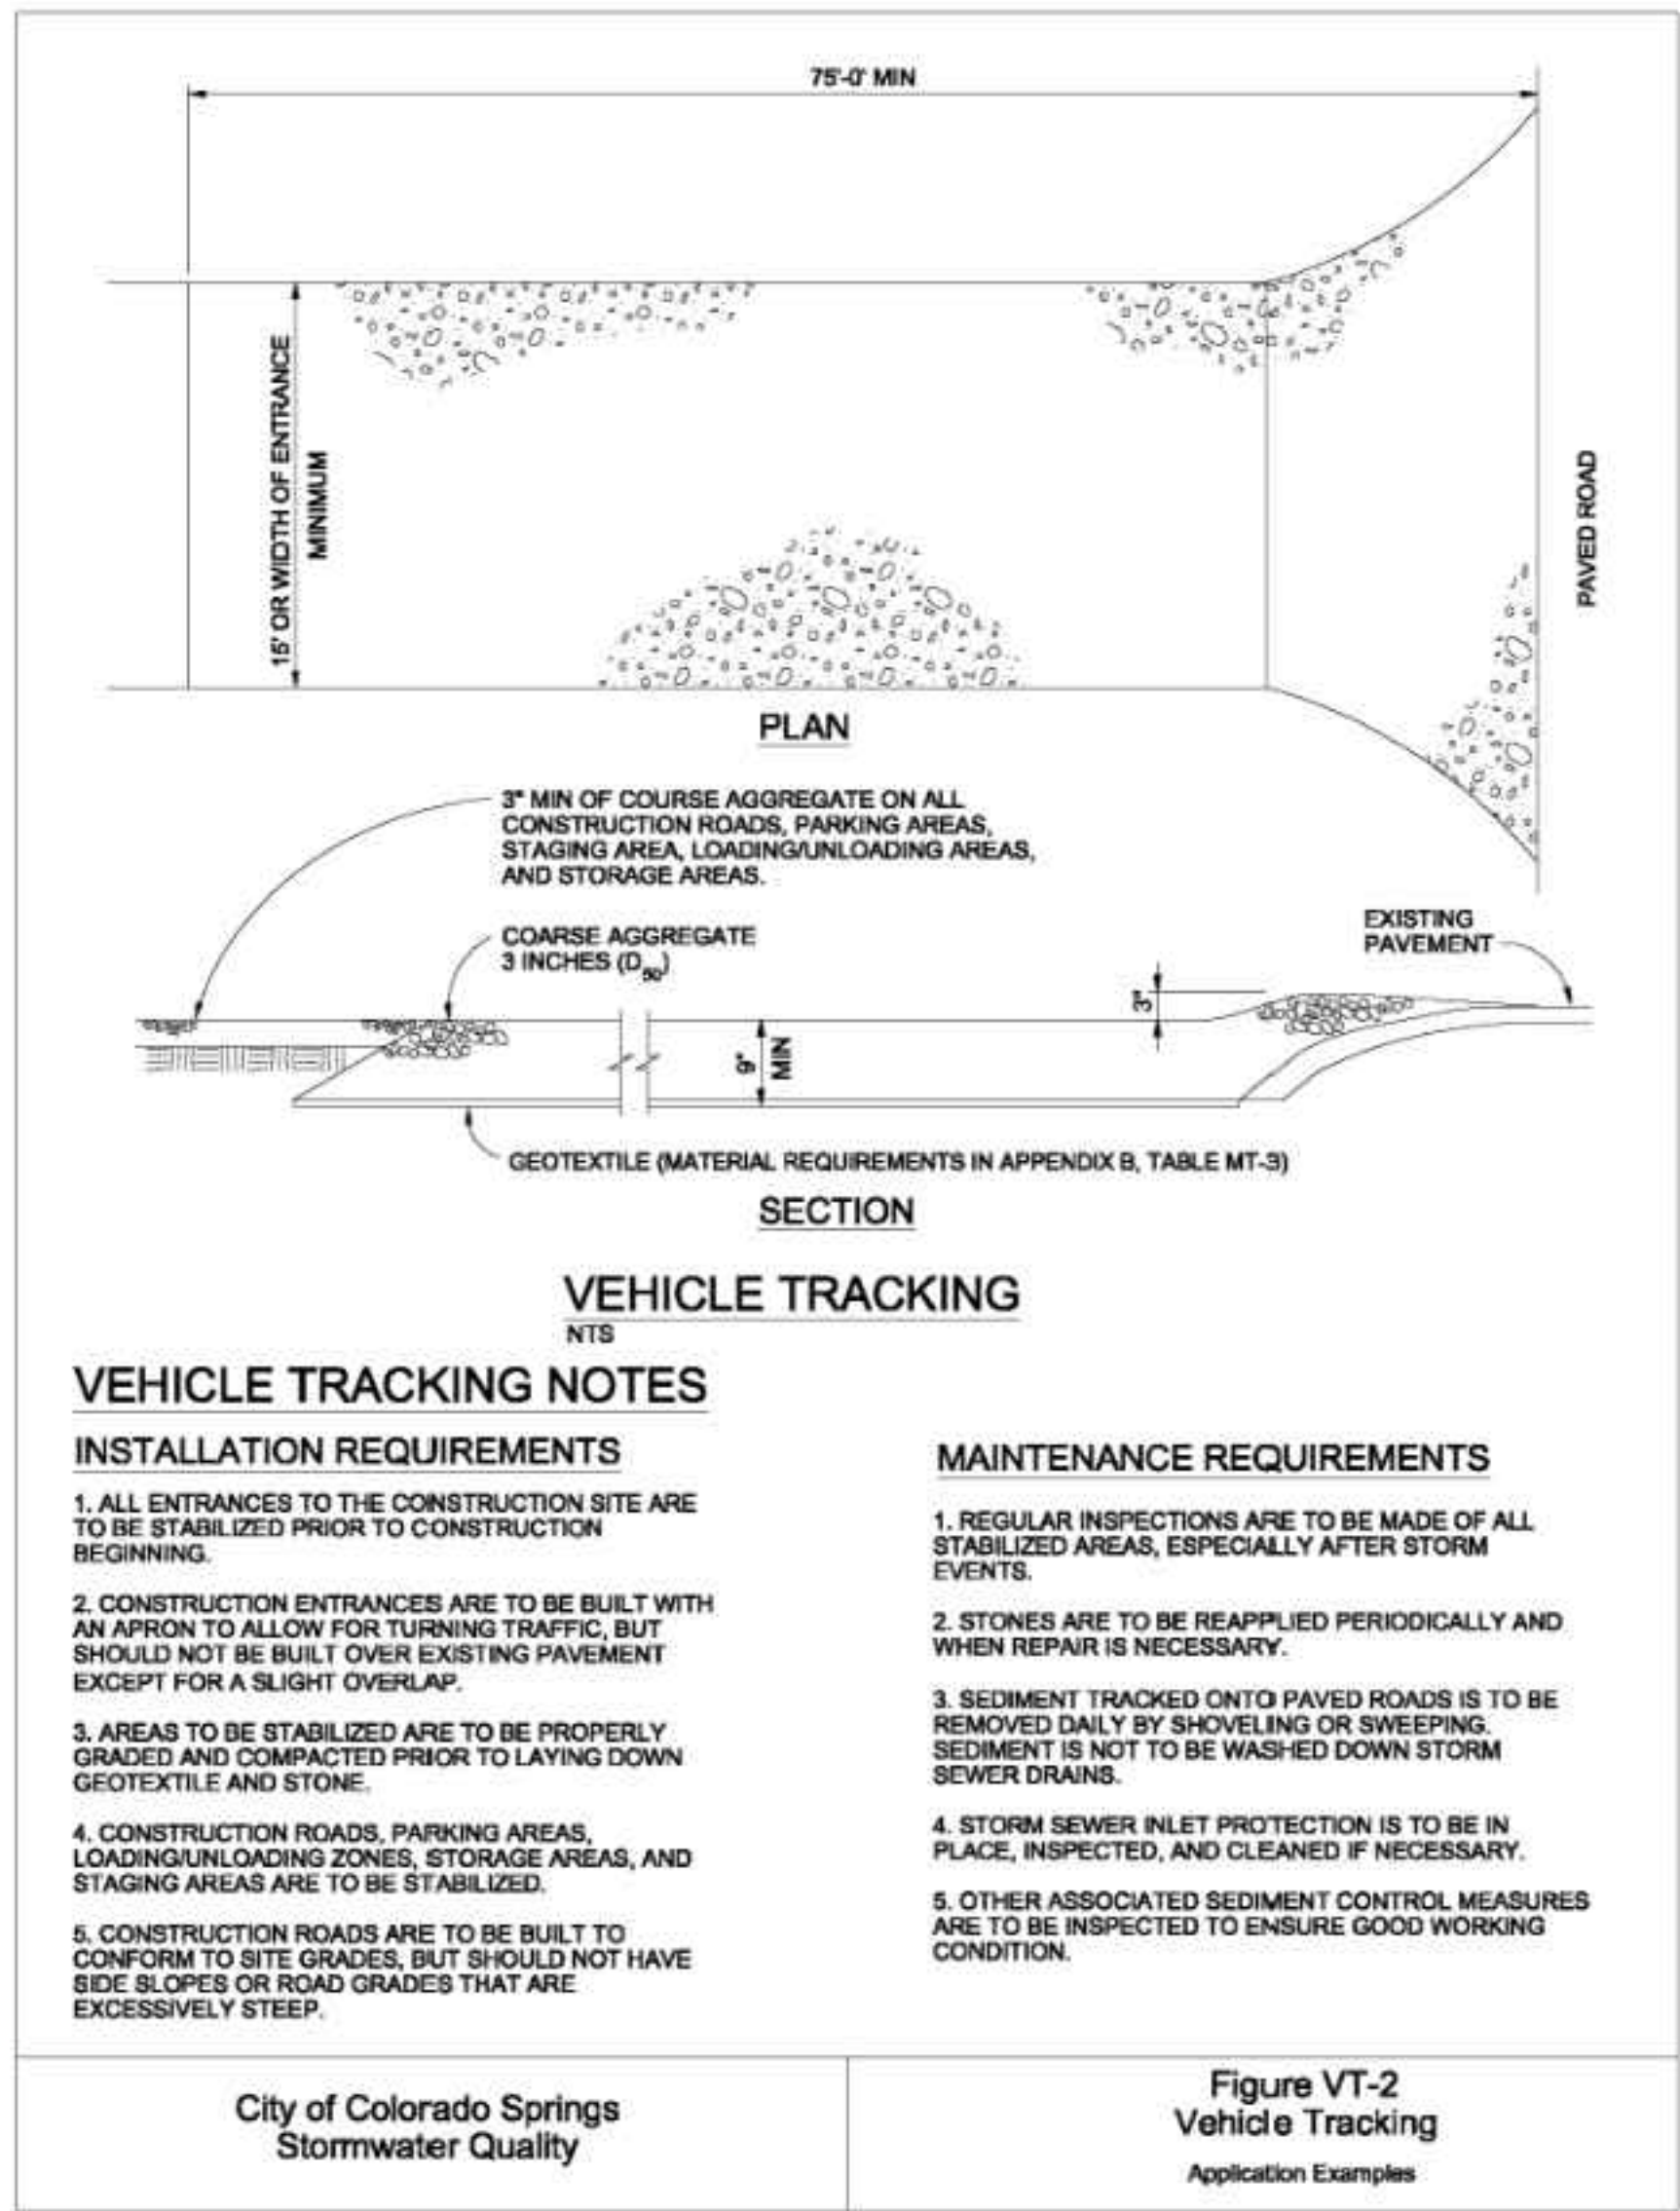 75'-0" MIN
15' OR WIDTH OF ENTRANCE
MINIMUM
PAVED ROAD
PLAN
3" MIN OF COURSE AGGREGATE ON ALL
CONSTRUCTION ROADS, PARKING AREAS,
STAGING AREA, LOADING/UNLOADING AREAS,
AND STORAGE AREAS.
COARSE AGGREGATE
3 INCHES (D50)
EXISTING
PAVEMENT
3"
9"
MIN
GEOTEXTILE (MATERIAL REQUIREMENTS IN APPENDIX B, TABLE MT-3)
SECTION
VEHICLE TRACKING
NTS
VEHICLE TRACKING NOTES
INSTALLATION REQUIREMENTS
1. ALL ENTRANCES TO THE CONSTRUCTION SITE ARE
TO BE STABILIZED PRIOR TO CONSTRUCTION
BEGINNING.
2. CONSTRUCTION ENTRANCES ARE TO BE BUILT WITH
AN APRON TO ALLOW FOR TURNING TRAFFIC, BUT
SHOULD NOT BE BUILT OVER EXISTING PAVEMENT
EXCEPT FOR A SLIGHT OVERLAP.
3. AREAS TO BE STABILIZED ARE TO BE PROPERLY
GRADED AND COMPACTED PRIOR TO LAYING DOWN
GEOTEXTILE AND STONE.
4. CONSTRUCTION ROADS, PARKING AREAS,
LOADING/UNLOADING ZONES, STORAGE AREAS, AND
STAGING AREAS ARE TO BE STABILIZED.
5. CONSTRUCTION ROADS ARE TO BE BUILT TO
CONFORM TO SITE GRADES, BUT SHOULD NOT HAVE
SIDE SLOPES OR ROAD GRADES THAT ARE
EXCESSIVELY STEEP.
MAINTENANCE REQUIREMENTS
1. REGULAR INSPECTIONS ARE TO BE MADE OF ALL
STABILIZED AREAS, ESPECIALLY AFTER STORM
EVENTS.
2. STONES ARE TO BE REAPPLIED PERIODICALLY AND
WHEN REPAIR IS NECESSARY.
3. SEDIMENT TRACKED ONTO PAVED ROADS IS TO BE
REMOVED DAILY BY SHOVELING OR SWEEPING.
SEDIMENT IS NOT TO BE WASHED DOWN STORM
SEWER DRAINS.
4. STORM SEWER INLET PROTECTION IS TO BE IN
PLACE, INSPECTED, AND CLEANED IF NECESSARY.
5. OTHER ASSOCIATED SEDIMENT CONTROL MEASURES
ARE TO BE INSPECTED TO ENSURE GOOD WORKING
CONDITION.
City of Colorado Springs
Stormwater Quality
Figure VT-2
Vehicle Tracking
Application Examples